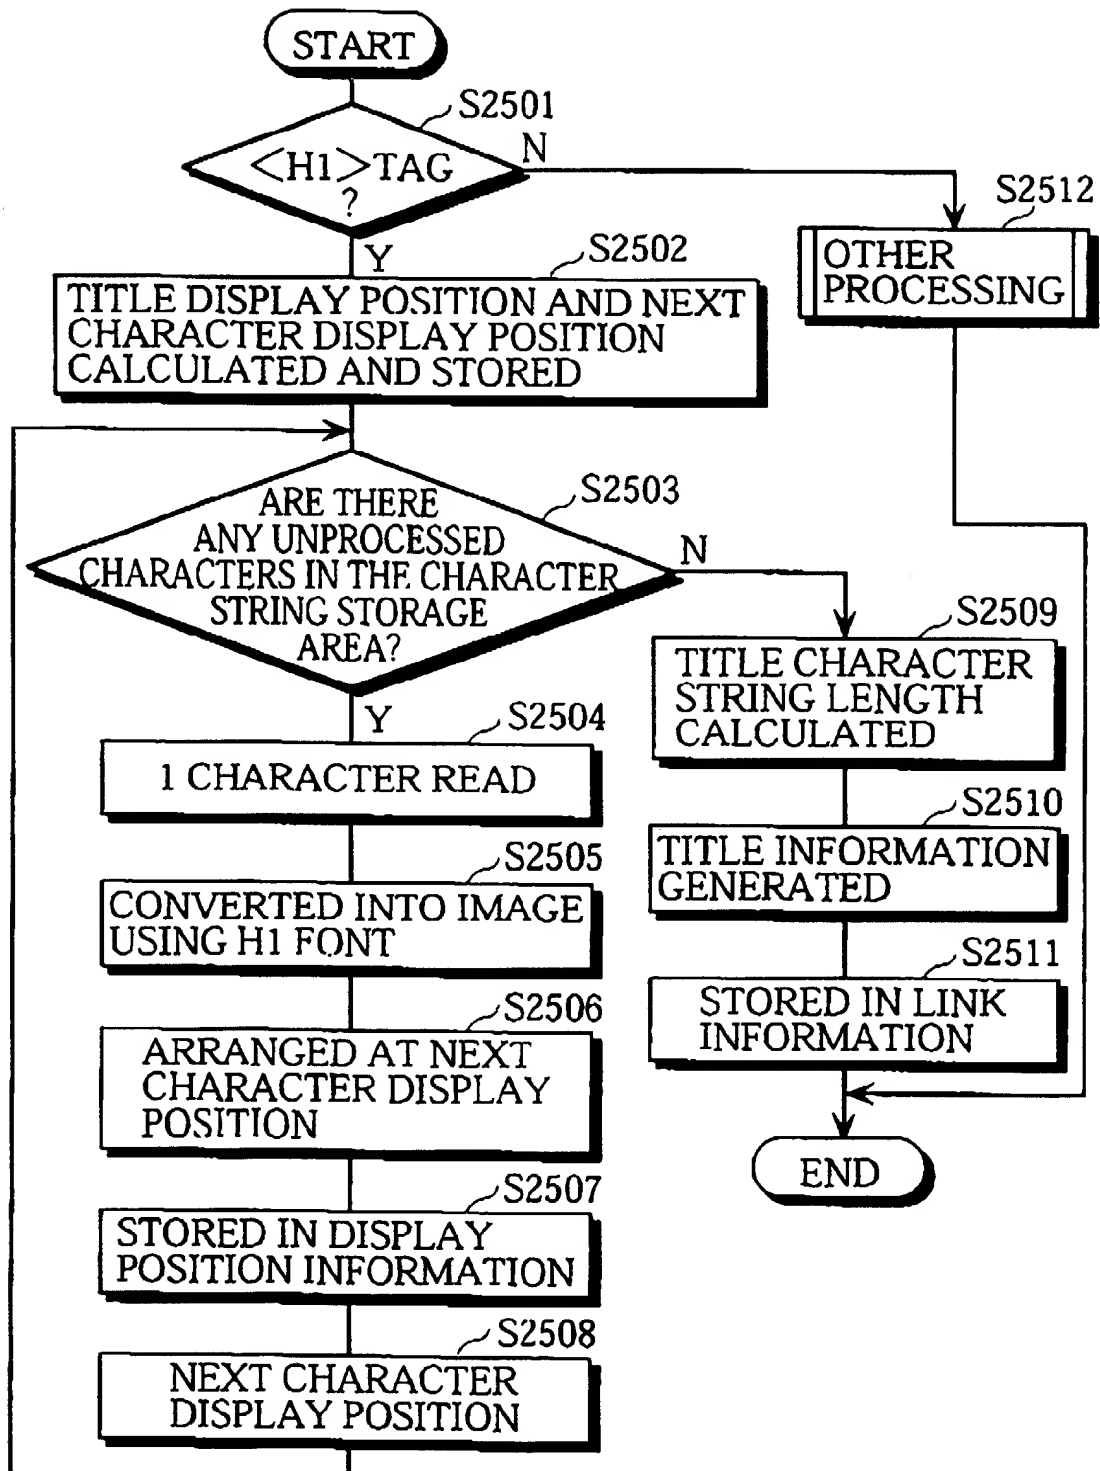 START
S2501
<H1>TAG
?
N
Y
S2512
OTHER
PROCESSING
S2502
TITLE DISPLAY POSITION AND NEXT
CHARACTER DISPLAY POSITION
CALCULATED AND STORED
S2503
ARE THERE
ANY UNPROCESSED
CHARACTERS IN THE CHARACTER
STRING STORAGE
AREA?
N
Y
S2504
1 CHARACTER READ
S2505
CONVERTED INTO IMAGE
USING H1 FONT
S2506
ARRANGED AT NEXT
CHARACTER DISPLAY
POSITION
S2507
STORED IN DISPLAY
POSITION INFORMATION
S2508
NEXT CHARACTER
DISPLAY POSITION
S2509
TITLE CHARACTER
STRING LENGTH
CALCULATED
S2510
TITLE INFORMATION
GENERATED
S2511
STORED IN LINK
INFORMATION
END